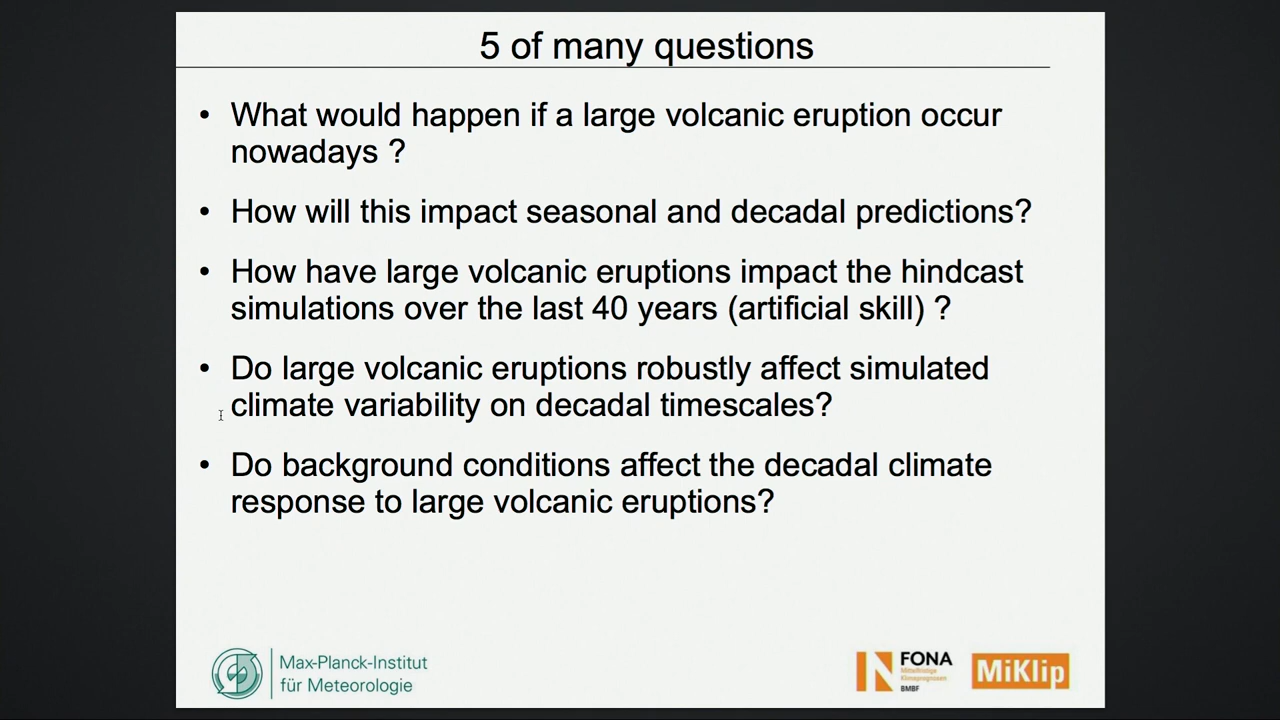 5 of many questions
• What would happen if a large volcanic eruption occur
nowadays ?
• How will this impact seasonal and decadal predictions?
• How have large volcanic eruptions impact the hindcast
simulations over the last 40 years (artificial skill) ?
• Do large volcanic eruptions robustly affect simulated
climate variability on decadal timescales?
• Do background conditions affect the decadal climate
response to large volcanic eruptions?
Max-Planck-Institut
für Meteorologie
FONA
Mittelfristige
Klimaprognosen
BMBF
MiKlip